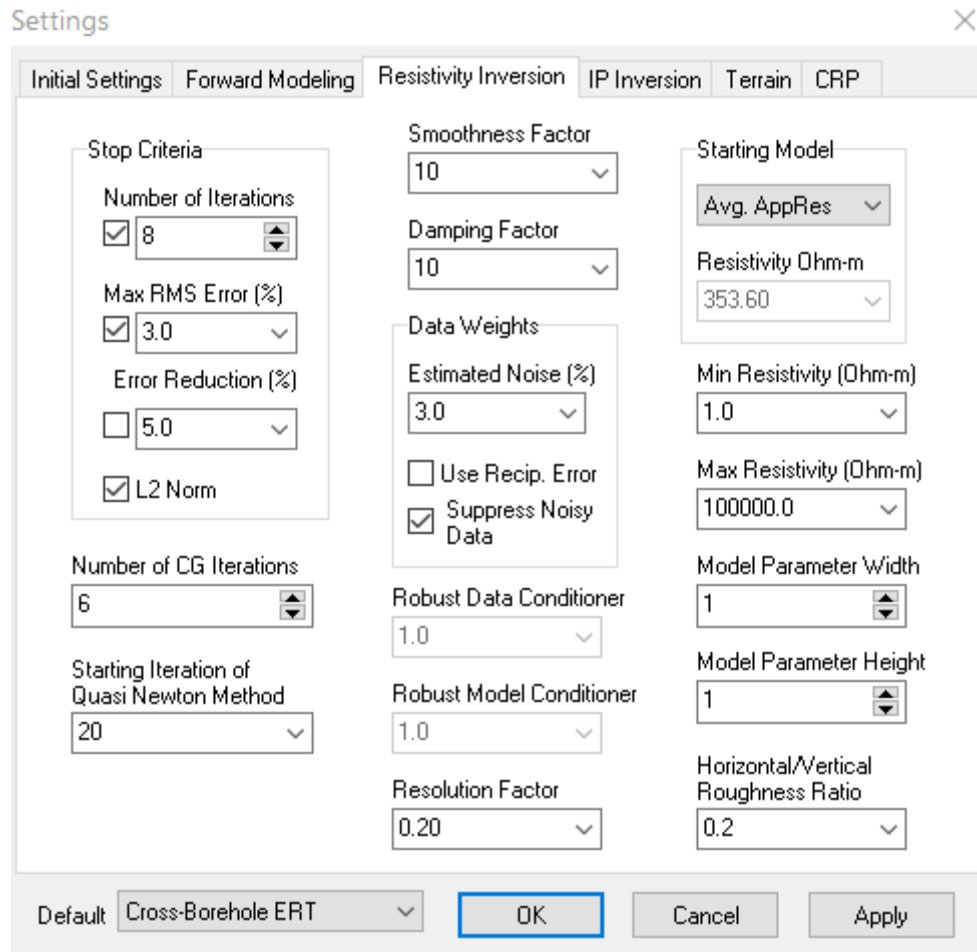 Settings
Initial Settings
Forward Modeling
Resistivity Inversion
IP Inversion
Terrain
CRP
Stop Criteria
Number of Iterations
8
Max RMS Error (%)
3.0
Error Reduction (%)
5.0
L2 Norm
Number of CG Iterations
6
Starting Iteration of
Quasi Newton Method
20
Smoothness Factor
10
Damping Factor
10
Data Weights
Estimated Noise (%)
3.0
Use Recip. Error
Suppress Noisy
Data
Robust Data Conditioner
1.0
Robust Model Conditioner
1.0
Resolution Factor
0.20
Starting Model
Avg. AppRes
Resistivity Ohm-m
353.60
Min Resistivity (Ohm-m)
1.0
Max Resistivity (Ohm-m)
100000.0
Model Parameter Width
1
Model Parameter Height
1
Horizontal/Vertical
Roughness Ratio
0.2
Default
Cross-Borehole ERT
OK
Cancel
Apply